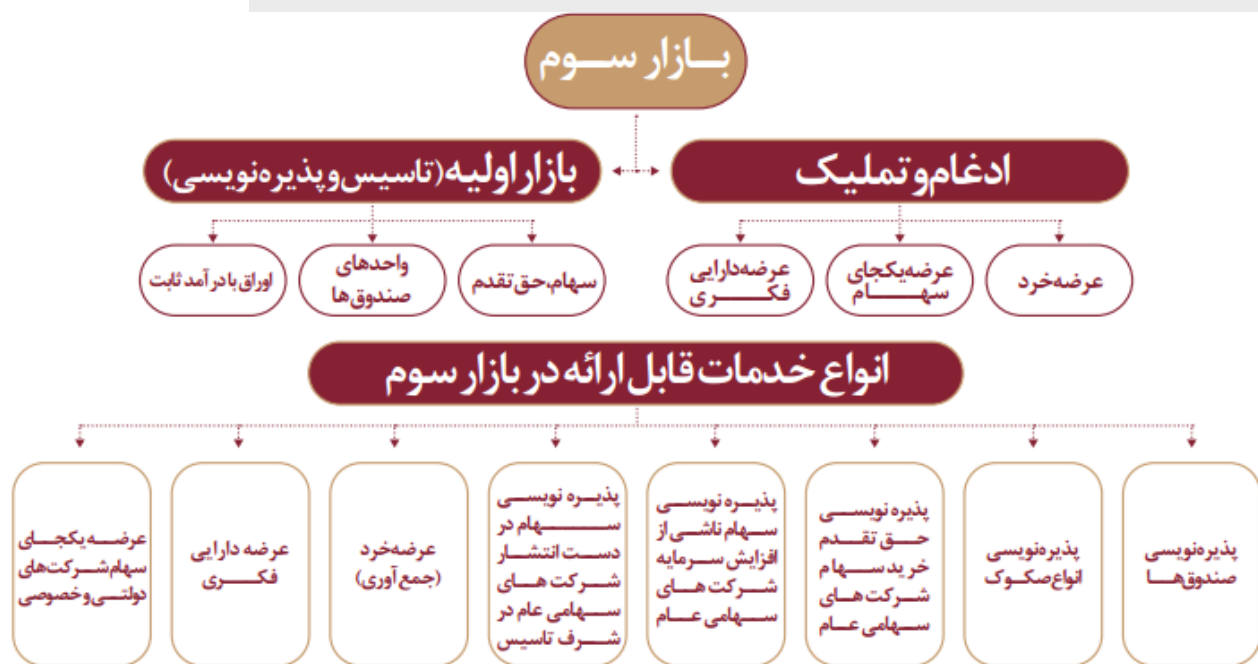 بازار سوم
ادغام و تملیک
بازار اولیه (تاسیس و پذیره‌نویسی)
عرضه خرد
عرضه یکجای
سهام
عرضه دارایی
فکری
سهام، حق تقدم
واحدهای
صندوق‌ها
اوراق با درآمد ثابت
انواع خدمات قابل ارائه در بازار سوم
پذیره‌نویسی
صندوق‌ها
پذیره‌نویسی
انواع صکوک
پذیره نویسی
حق تقدم
خرید سهام
شرکت های
سهامی عام
پذیره نویسی
سهام ناشی از
افزایش سرمایه
شرکت های
سهامی عام
پذیره نویسی
سهام در
دست انتشار
شرکت های
سهامی عام در
شرف تاسیس
عرضه خرد
(جمع آوری)
عرضه دارایی
فکری
عرضه یکجای
سهام شرکت‌های
دولتی و خصوصی